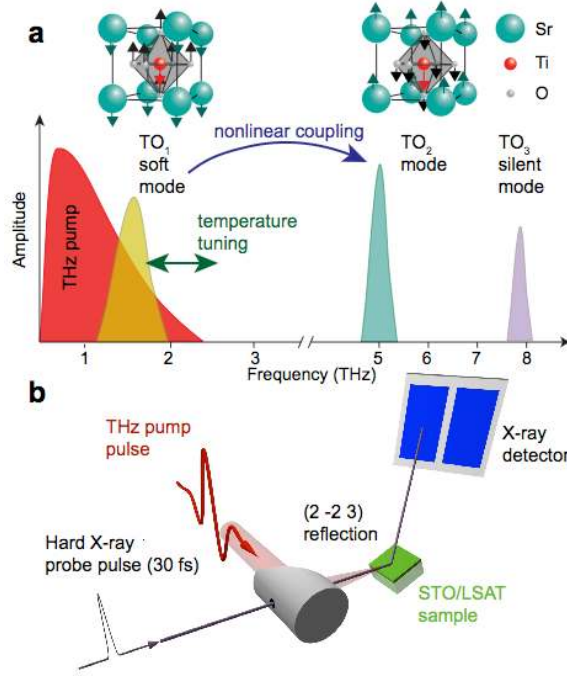 a
Sr
Ti
O
nonlinear coupling
TO1
soft
mode
TO2
mode
TO3
silent
mode
temperature
tuning
THz pump
Amplitude
1
2
3
5
6
7
8
Frequency (THz)
b
THz pump
pulse
X-ray
detector
(2 -2 3)
reflection
Hard X-ray
probe pulse (30 fs)
STO/LSAT
sample